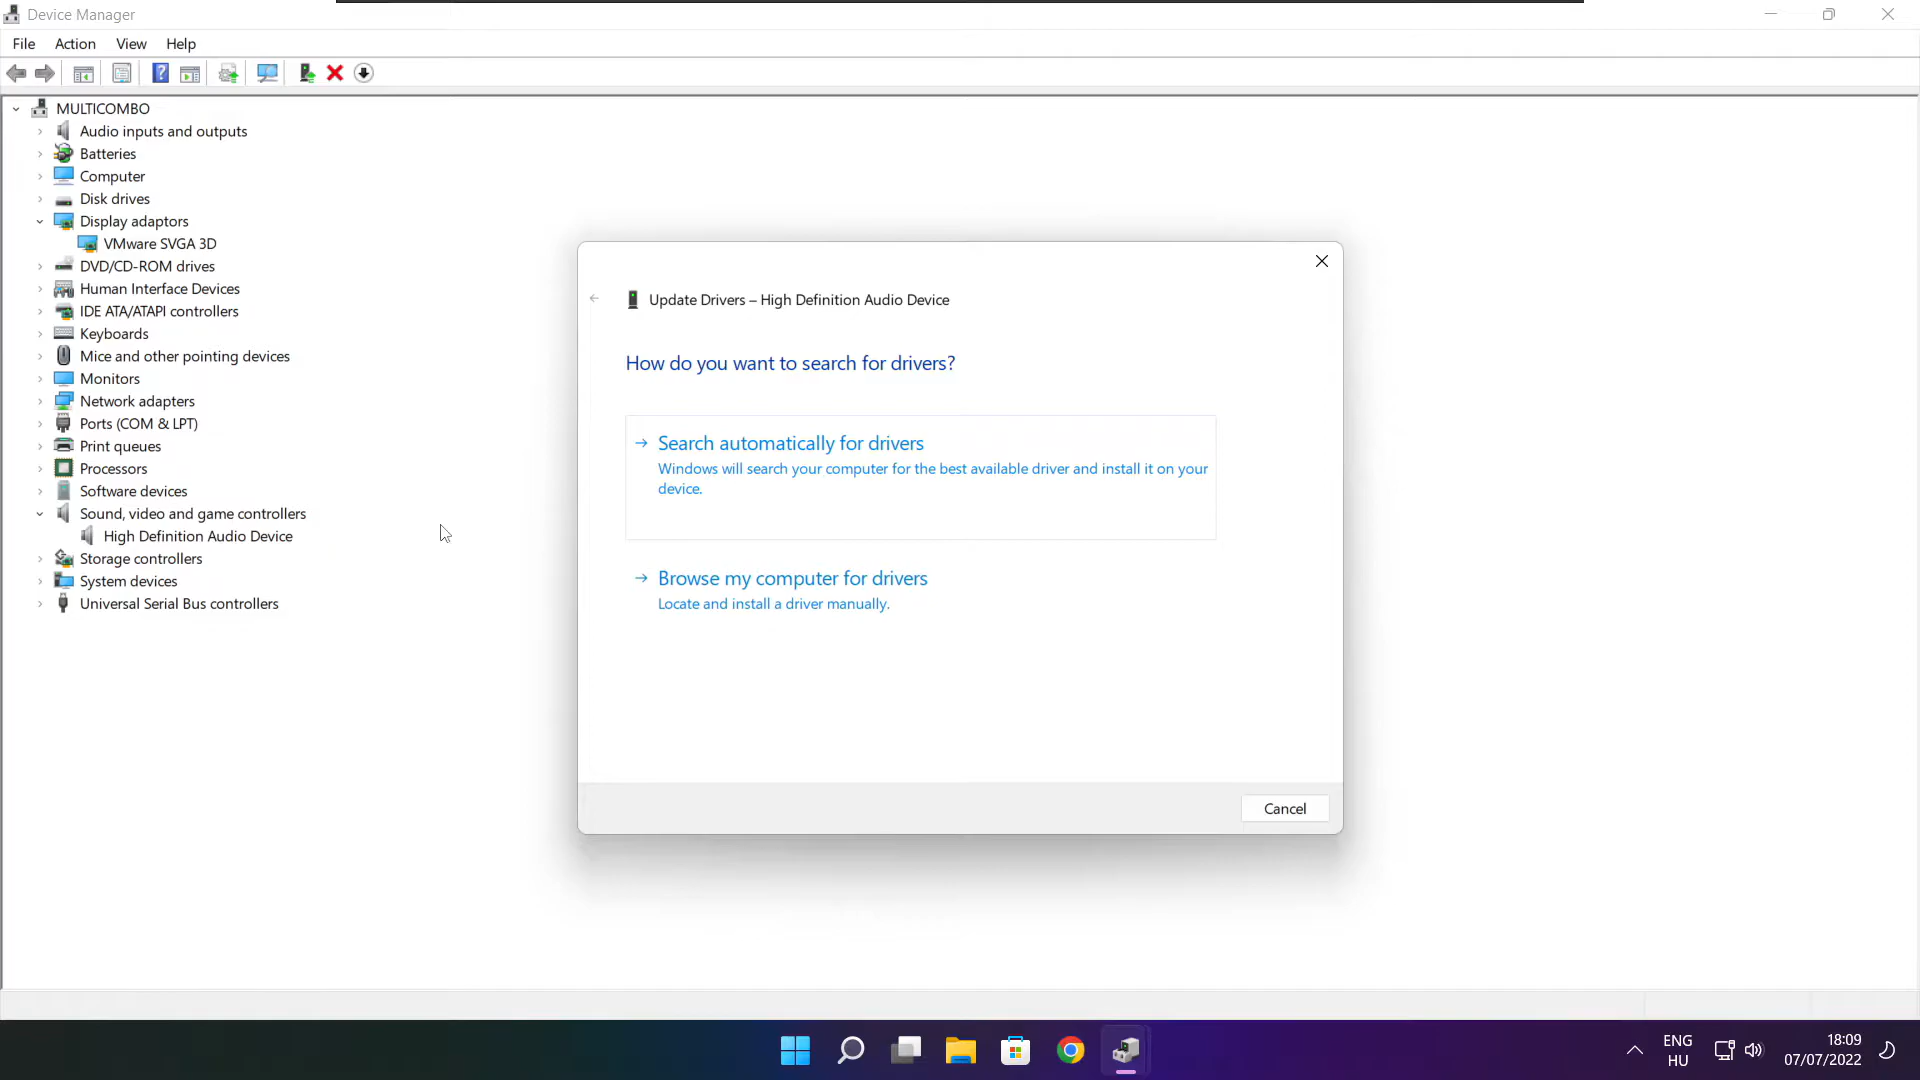 Device Manager
File Action View Help
MULTICOMBO
Audio inputs and outputs
Batteries
Computer
Disk drives
Display adaptors
VMware SVGA 3D
DVD/CD-ROM drives
Human Interface Devices
IDE ATA/ATAPI controllers
Keyboards
Mice and other pointing devices
Monitors
Network adapters
Ports (COM & LPT)
Print queues
Processors
Software devices
Sound, video and game controllers
High Definition Audio Device
Storage controllers
System devices
Universal Serial Bus controllers
Update Drivers – High Definition Audio Device
How do you want to search for drivers?
Search automatically for drivers
Windows will search your computer for the best available driver and install it on your
device.
Browse my computer for drivers
Locate and install a driver manually.
Cancel
ENG
HU
18:09
07/07/2022